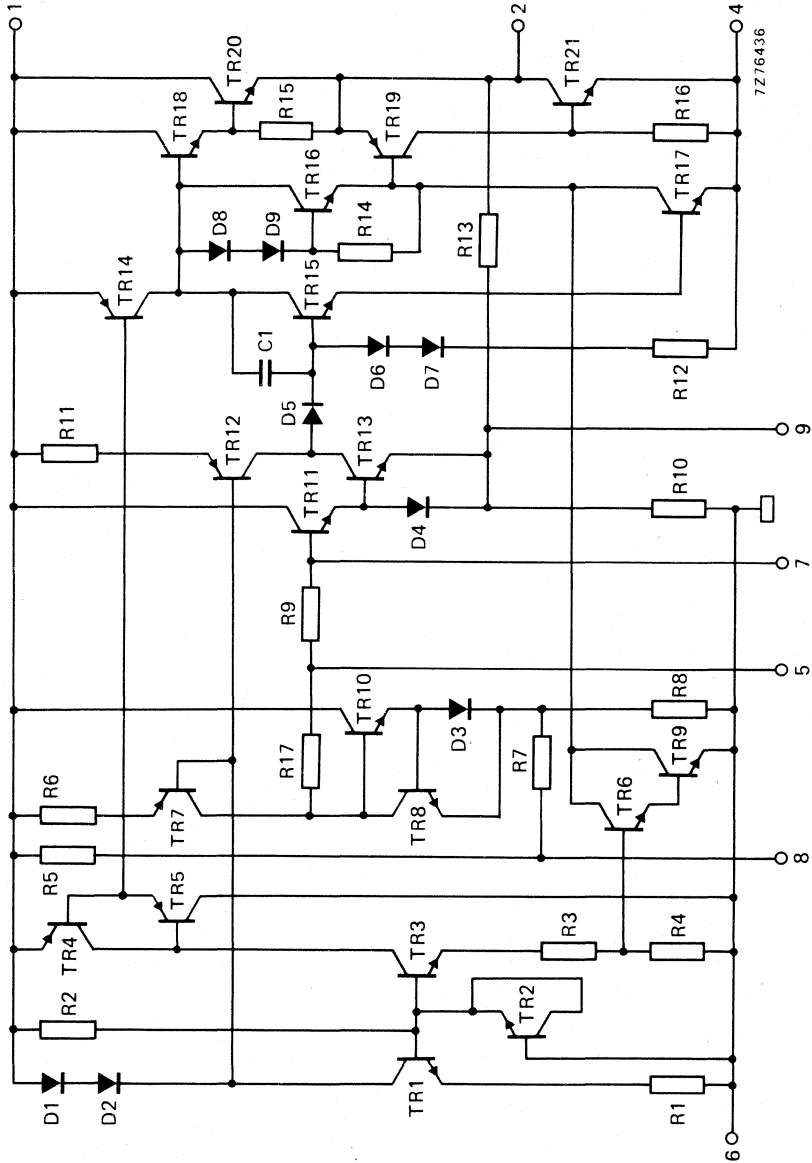 1
2
4
7Z76436
TR20
TR21
TR18
R15
TR19
R16
TR16
TR17
D8
D9
R14
R13
TR14
TR15
C1
D6
D7
R12
R11
D5
TR12
TR13
9
TR11
D4
R10
7
R9
5
TR10
D3
R8
R17
R7
TR9
R6
TR7
TR8
TR6
8
R5
TR5
TR4
TR3
R3
R4
R2
TR2
D1
D2
TR1
R1
6